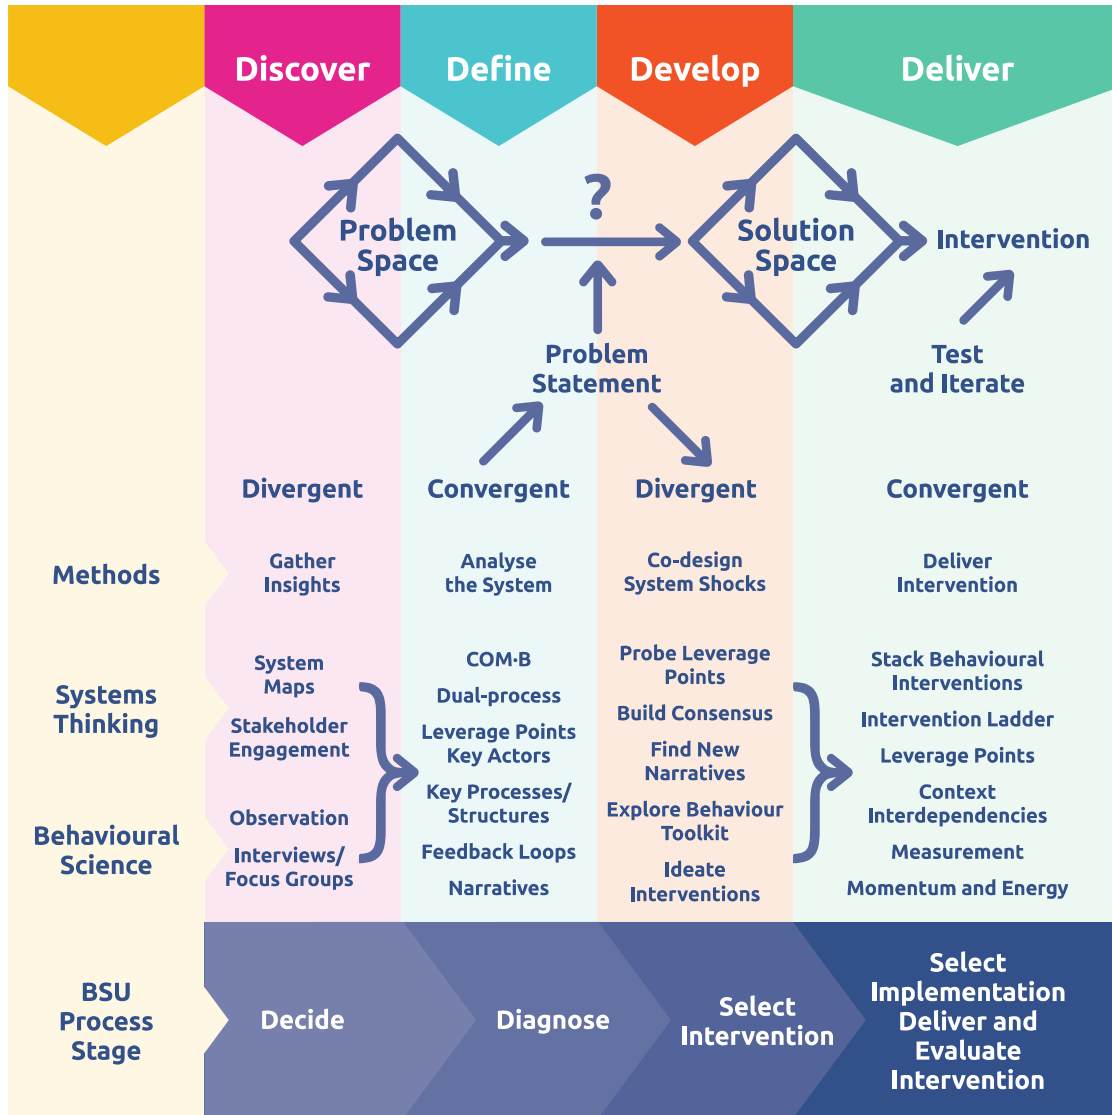 Discover
Define
Develop
Deliver
?
Problem
Space
Solution
Space
Intervention
Problem
Statement
Test
and Iterate
Divergent
Convergent
Divergent
Convergent
Methods
Gather
Insights
Analyse
the System
Co-design
System Shocks
Deliver
Intervention
Systems
Thinking
Behavioural
Science
System
Maps
Stakeholder
Engagement
Observation
Interviews/
Focus Groups
COM·B
Dual-process
Leverage Points
Key Actors
Key Processes/
Structures
Feedback Loops
Narratives
Probe Leverage
Points
Build Consensus
Find New
Narratives
Explore Behaviour
Toolkit
Ideate
Interventions
Stack Behavioural
Interventions
Intervention Ladder
Leverage Points
Context
Interdependencies
Measurement
Momentum and Energy
BSU
Process
Stage
Decide
Diagnose
Select
Intervention
Select
Implementation
Deliver and
Evaluate
Intervention